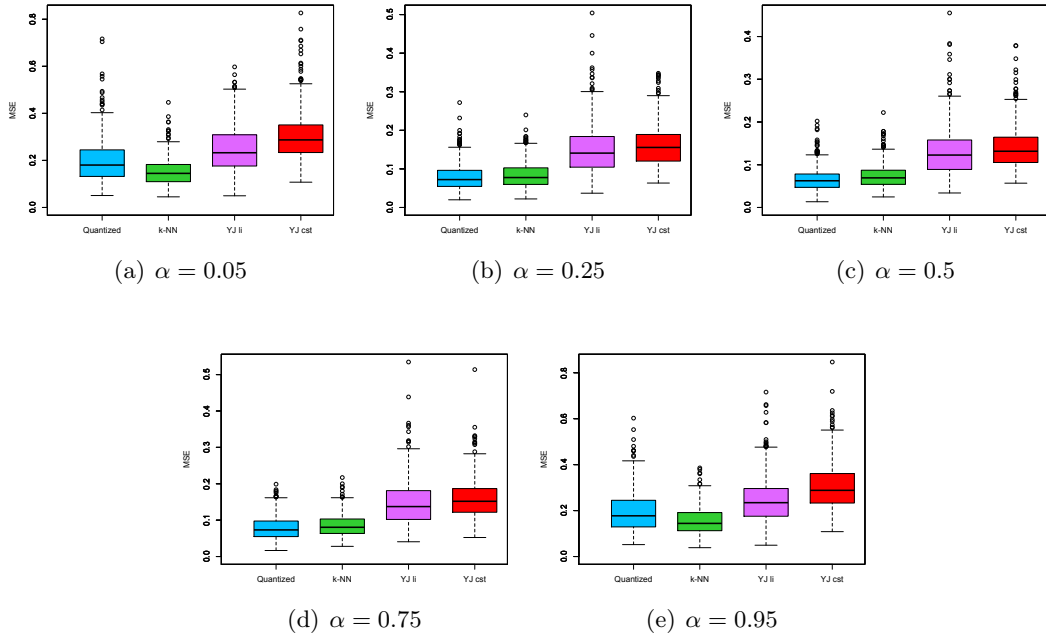 MSE
0.0 0.2 0.4 0.6 0.8
Quantized k-NN YJ li YJ cst
(a) α = 0.05
MSE
0.0 0.1 0.2 0.3 0.4 0.5
Quantized k-NN YJ li YJ cst
(b) α = 0.25
MSE
0.0 0.1 0.2 0.3 0.4
Quantized k-NN YJ li YJ cst
(c) α = 0.5
MSE
0.0 0.1 0.2 0.3 0.4 0.5
Quantized k-NN YJ li YJ cst
(d) α = 0.75
MSE
0.0 0.2 0.4 0.6 0.8
Quantized k-NN YJ li YJ cst
(e) α = 0.95